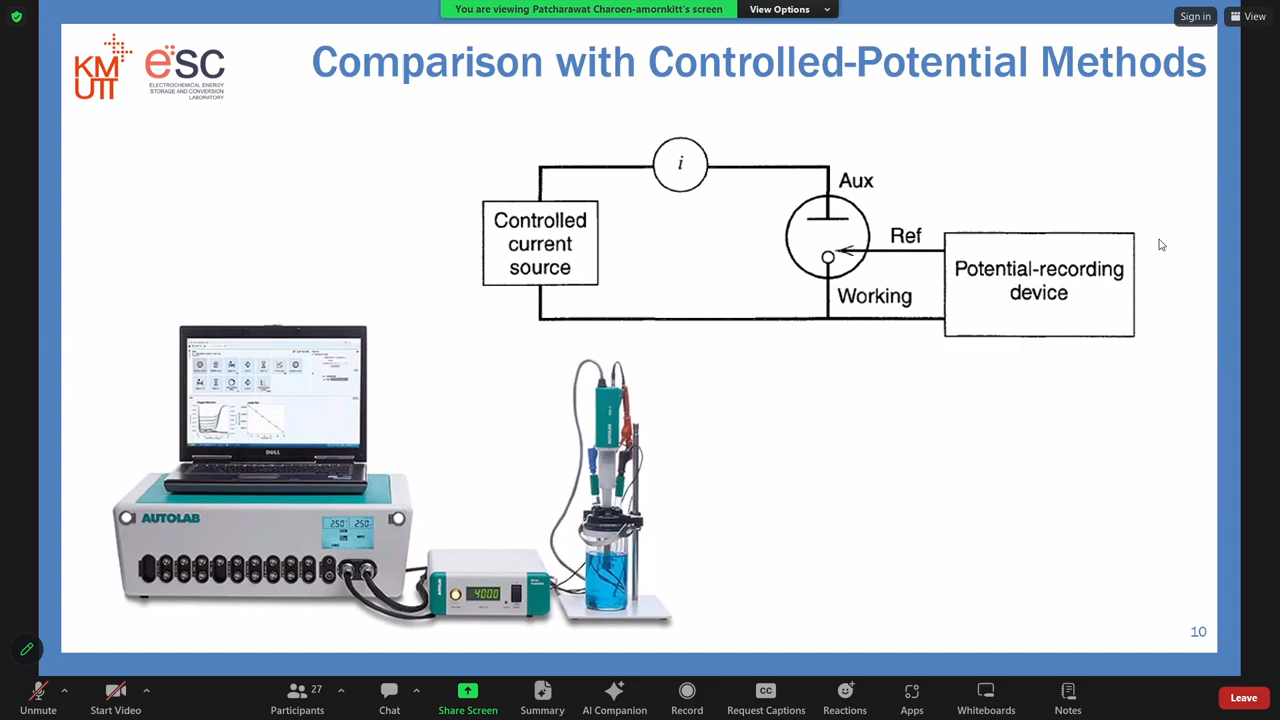 You are viewing Patcharawat Charoen-amornkitt's screen
View Options
Sign in
View
KM
UTT
ësc
ELECTROCHEMICAL ENERGY
STORAGE AND CONVERSION
LABORATORY
Comparison with Controlled-Potential Methods
i
Aux
Controlled
current
source
Ref
Potential-recording
device
Working
DELL
AUTOLAB
250 250
AUTOLAB
4000
AUTOLAB
10
Unmute
Start Video
27
Participants
Chat
Share Screen
Summary
AI Companion
Record
CC
Request Captions
Reactions
Apps
Whiteboards
Notes
Leave